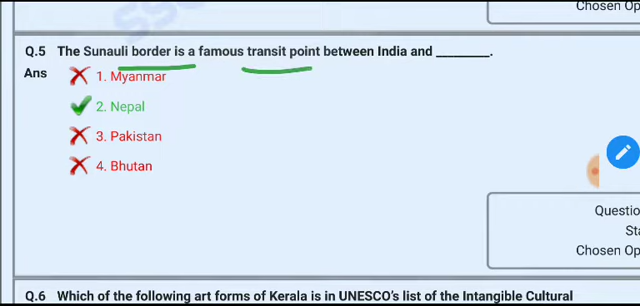 Chosen Op
Q.5 The Sunauli border is a famous transit point between India and ________.
Ans 1. Myanmar
2. Nepal
3. Pakistan
4. Bhutan
Questio
St
Chosen Op
Q.6 Which of the following art forms of Kerala is in UNESCO's list of the Intangible Cultural